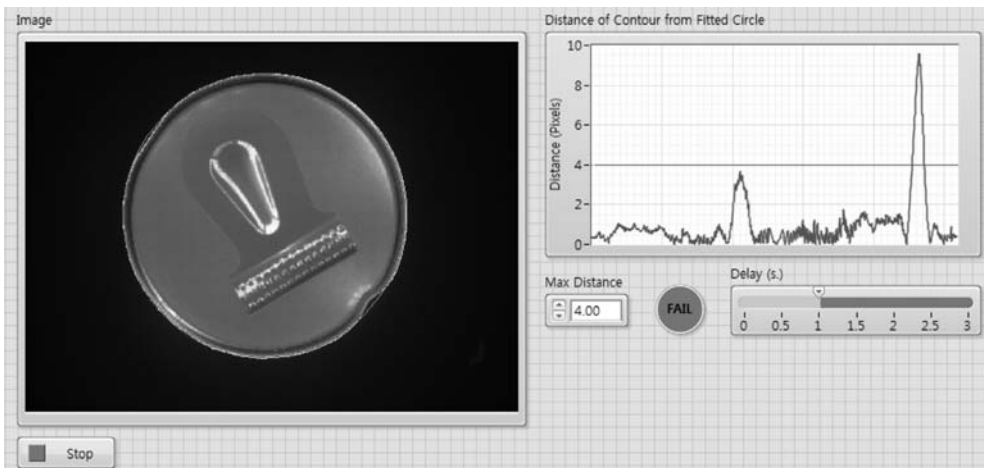 Image
Distance of Contour from Fitted Circle
Distance (Pixels)
10
8
6
4
2
0
Max Distance
4.00
FAIL
Delay (s.)
0 0.5 1 1.5 2 2.5 3
Stop